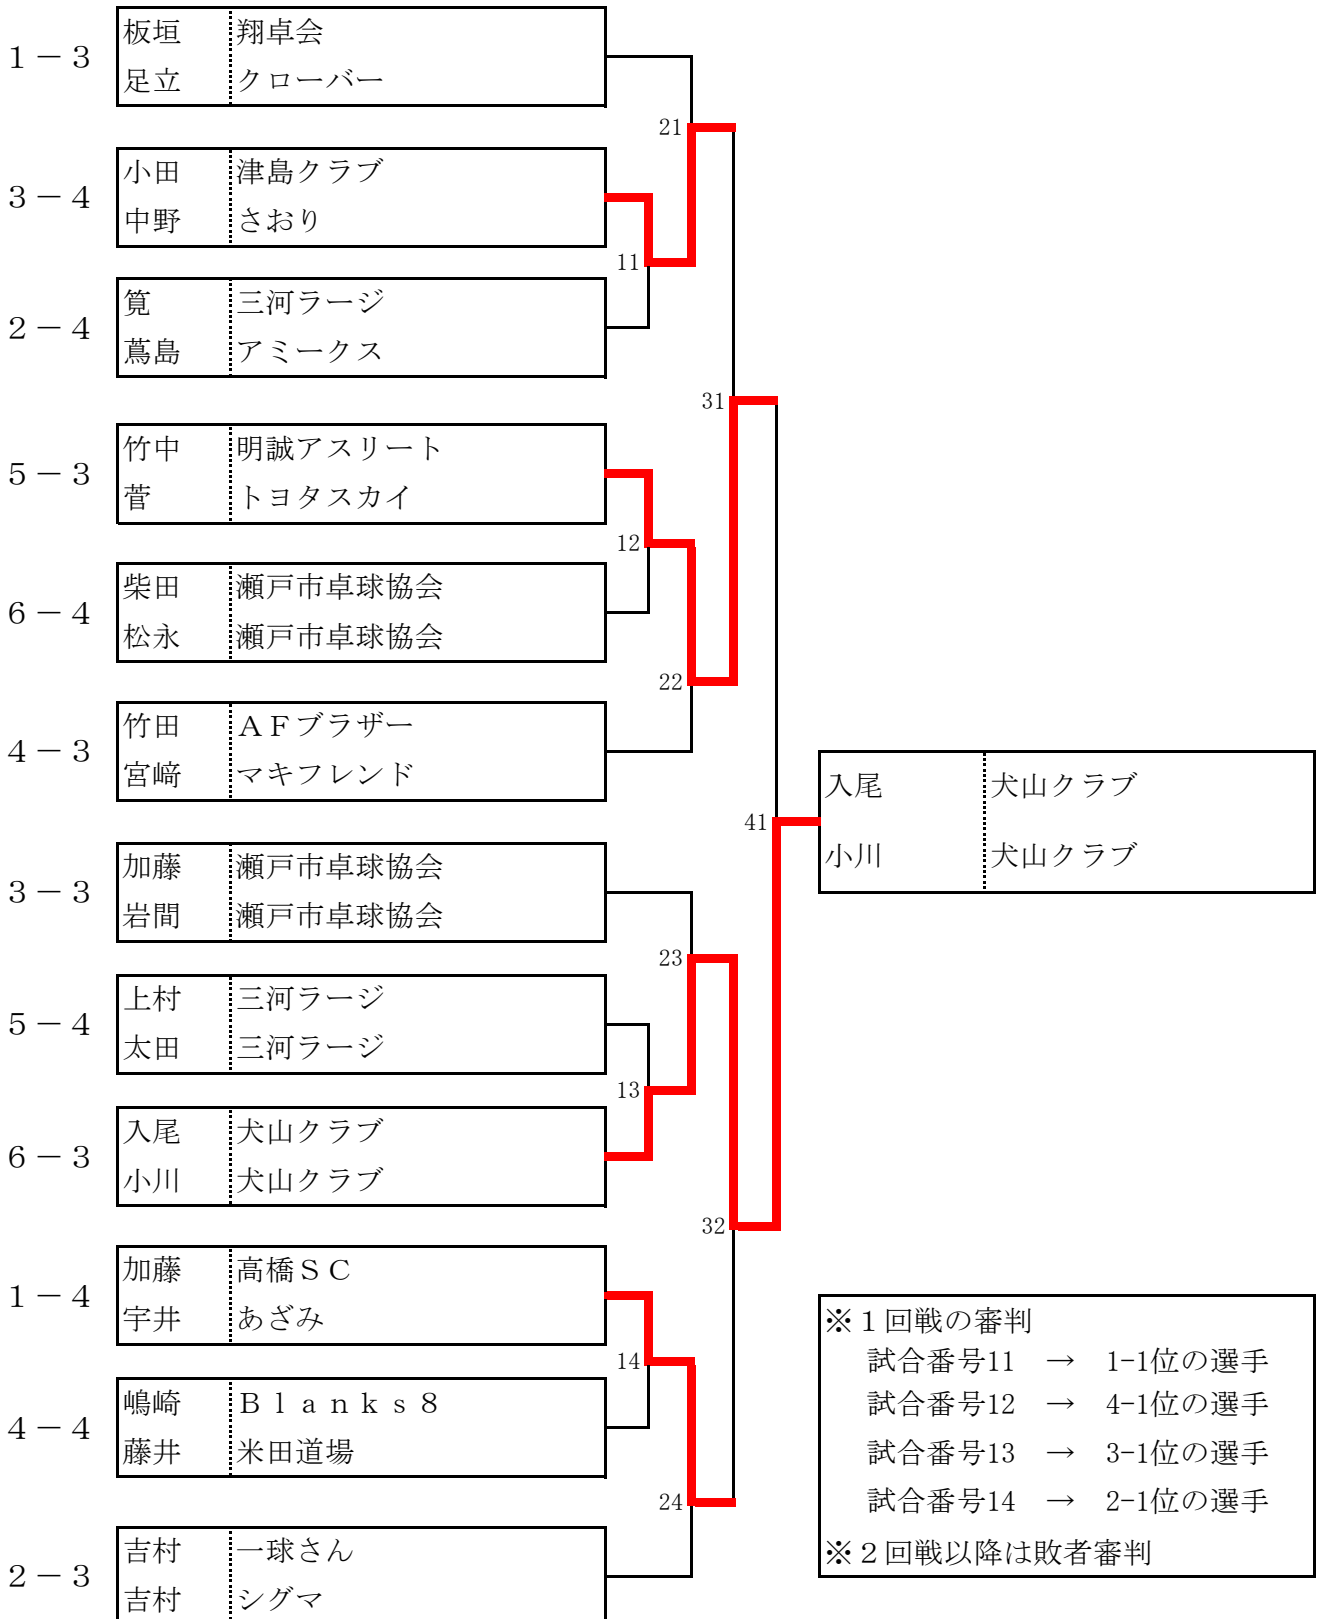 1－3
板垣 翔卓会
足立 クローバー
21
3－4
小田 津島クラブ
中野 さおり
11
2－4
筧 三河ラージ
蔦島 アミークス
31
5－3
竹中 明誠アスリート
菅 トヨタスカイ
12
6－4
柴田 瀬戸市卓球協会
松永 瀬戸市卓球協会
22
4－3
竹田 ＡＦブラザー
宮﨑 マキフレンド
41
入尾 犬山クラブ
小川 犬山クラブ
3－3
加藤 瀬戸市卓球協会
岩間 瀬戸市卓球協会
23
5－4
上村 三河ラージ
太田 三河ラージ
13
6－3
入尾 犬山クラブ
小川 犬山クラブ
32
1－4
加藤 高橋ＳＣ
宇井 あざみ
14
4－4
嶋崎 Ｂｌａｎｋｓ８
藤井 米田道場
24
2－3
吉村 一球さん
吉村 シグマ
※１回戦の審判
試合番号11 → 1-1位の選手
試合番号12 → 4-1位の選手
試合番号13 → 3-1位の選手
試合番号14 → 2-1位の選手
※２回戦以降は敗者審判